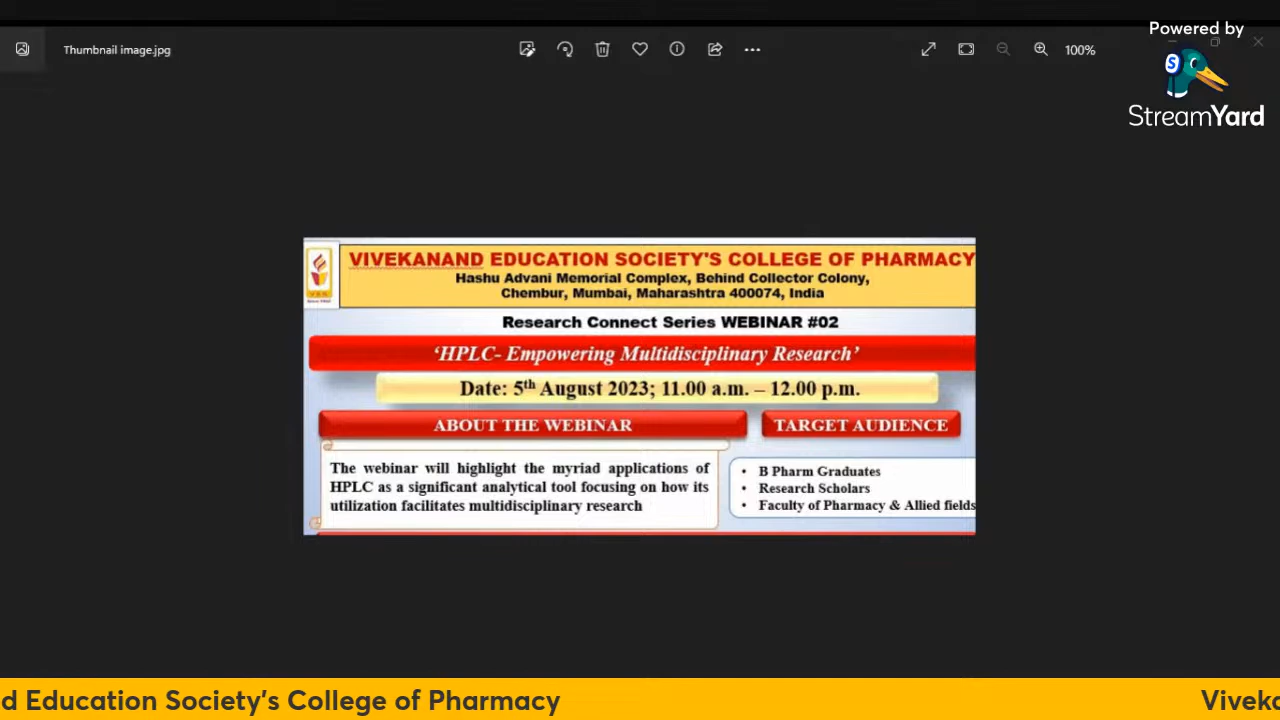 Powered by
StreamYard
Thumbnail image.jpg
100%
VIVEKANAND EDUCATION SOCIETY'S COLLEGE OF PHARMACY
Hashu Advani Memorial Complex, Behind Collector Colony,
Chembur, Mumbai, Maharashtra 400074, India
Research Connect Series WEBINAR #02
‘HPLC- Empowering Multidisciplinary Research’
Date: 5th August 2023; 11.00 a.m. – 12.00 p.m.
ABOUT THE WEBINAR
The webinar will highlight the myriad applications of
HPLC as a significant analytical tool focusing on how its
utilization facilitates multidisciplinary research
TARGET AUDIENCE
• B Pharm Graduates
• Research Scholars
• Faculty of Pharmacy & Allied fields
d Education Society's College of Pharmacy
Viveka